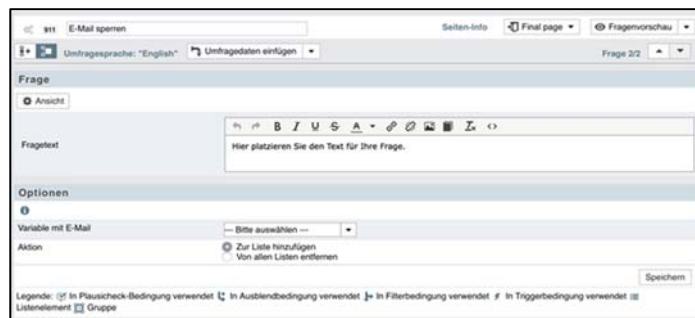 911 E-Mail sperren Seiten-Info Final page Fragenvorschau
Umfragesprache: "English" Umfragedaten einfügen Frage 2/2
Frage
Ansicht
B I U S A Tx <>
Fragetext
Hier platzieren Sie den Text für Ihre Frage.
Optionen
Variable mit E-Mail --- Bitte auswählen ---
Aktion Zur Liste hinzufügen
Von allen Listen entfernen
Speichern
Legende: In Plausicheck-Bedingung verwendet In Ausblendbedingung verwendet In Filterbedingung verwendet In Triggerbedingung verwendet
Listenelement Gruppe